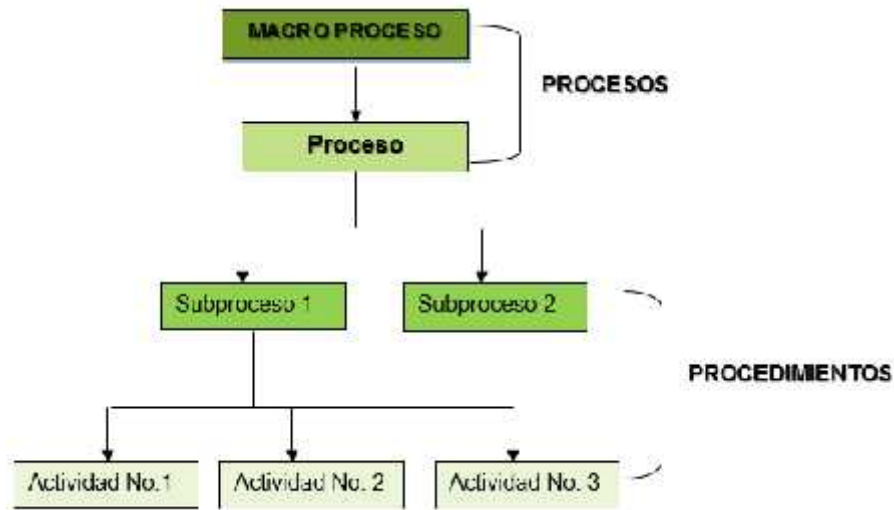 MACRO PROCESO
PROCESOS
Proceso
Subproceso 1
Subproceso 2
PROCEDIMIENTOS
Actividad No.1
Actividad No. 2
Actividad No. 3